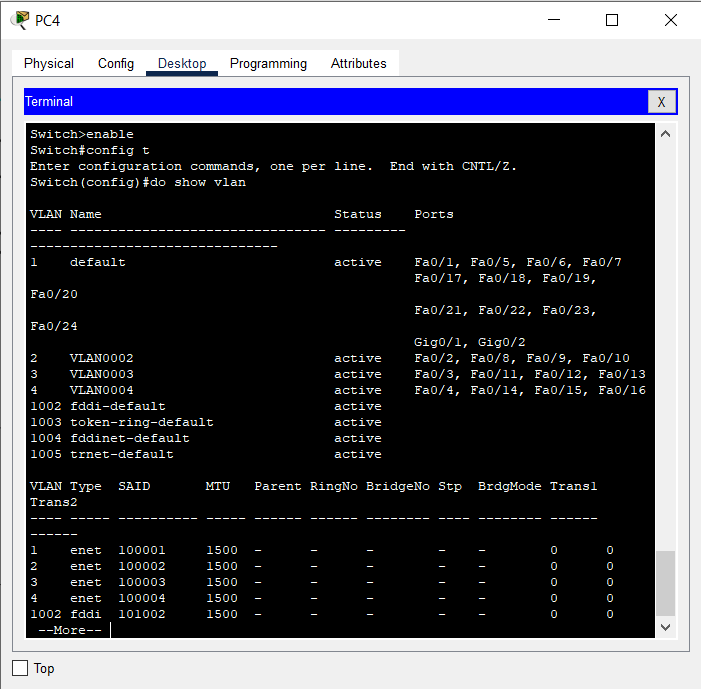 PC4
Physical Config Desktop Programming Attributes
Terminal X
Switch>enable
Switch#config t
Enter configuration commands, one per line.  End with CNTL/Z.
Switch(config)#do show vlan
VLAN Name                             Status    Ports
---- -------------------------------- ---------
-------------------------------
1    default                          active    Fa0/1, Fa0/5, Fa0/6, Fa0/7
                                                Fa0/17, Fa0/18, Fa0/19,
Fa0/20
                                                Fa0/21, Fa0/22, Fa0/23,
Fa0/24
                                                Gig0/1, Gig0/2
2    VLAN0002                         active    Fa0/2, Fa0/8, Fa0/9, Fa0/10
3    VLAN0003                         active    Fa0/3, Fa0/11, Fa0/12, Fa0/13
4    VLAN0004                         active    Fa0/4, Fa0/14, Fa0/15, Fa0/16
1002 fddi-default                     active
1003 token-ring-default               active
1004 fddinet-default                  active
1005 trnet-default                    active
VLAN Type  SAID       MTU   Parent RingNo BridgeNo Stp  BrdgMode Trans1
Trans2
---- ----- ---------- ----- ------ ------ -------- ---- -------- ------
------
1    enet  100001     1500  -      -      -        -    -        0      0
2    enet  100002     1500  -      -      -        -    -        0      0
3    enet  100003     1500  -      -      -        -    -        0      0
4    enet  100004     1500  -      -      -        -    -        0      0
1002 fddi  101002     1500  -      -      -        -    -        0      0
 --More--
Top